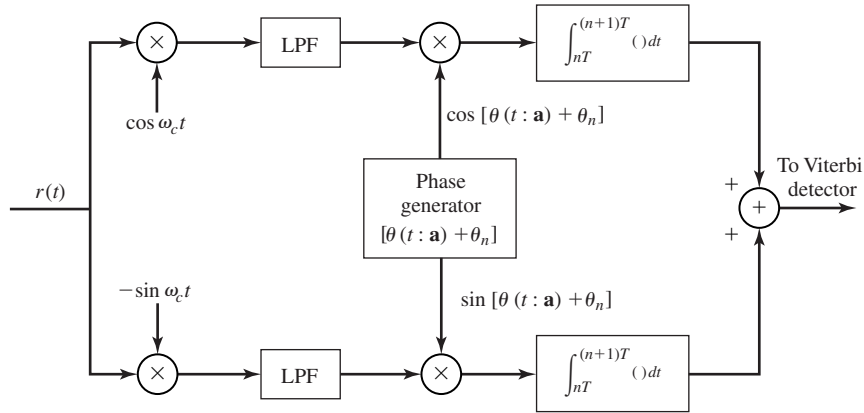 × LPF × ∫_{nT}^{(n+1)T} ( ) dt
cos ω_c t
cos [θ (t : a) + θ_n]
r(t)
Phase
generator
[θ (t : a) + θ_n]
To Viterbi
detector
+
+
+
−sin ω_c t
sin [θ (t : a) + θ_n]
× LPF × ∫_{nT}^{(n+1)T} ( ) dt